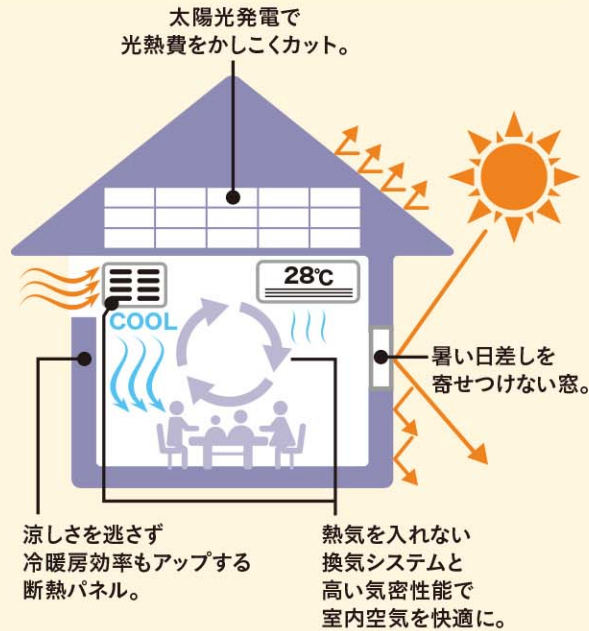 太陽光発電で
光熱費をかしこくカット。
28℃
COOL
暑い日差しを
寄せつけない窓。
涼しさを逃さず
冷暖房効率もアップする
断熱パネル。
熱気を入れない
換気システムと
高い気密性能で
室内空気を快適に。